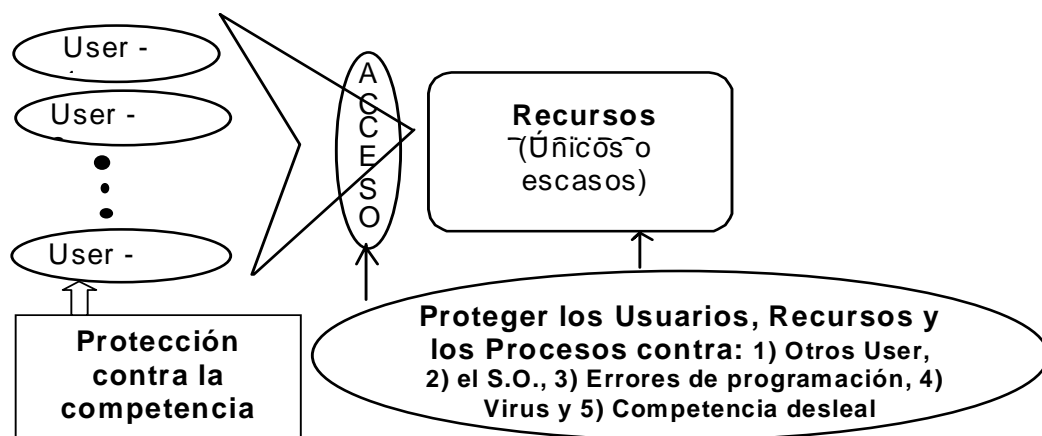 User -
User -
User -
A
C
C
E
S
O
Recursos
(Únicos o
escasos)
Protección
contra la
competencia
Proteger los Usuarios, Recursos y
los Procesos contra: 1) Otros User,
2) el S.O., 3) Errores de programación, 4)
Virus y 5) Competencia desleal